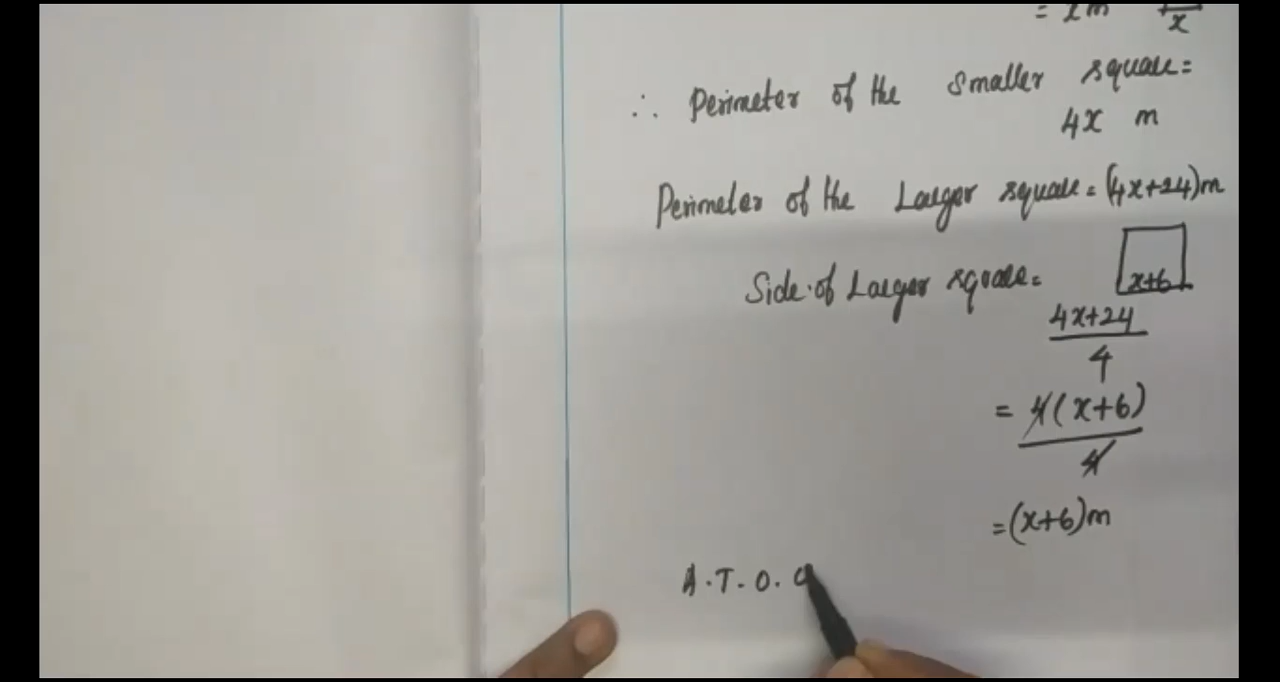 = x m x
∴ Perimeter of the smaller square =
4x m
Perimeter of the Larger square = (4x+24)m
x+6
Side of Larger square =
4x+24
4
= 4(x+6)
4
= (x+6)m
A.T.O.